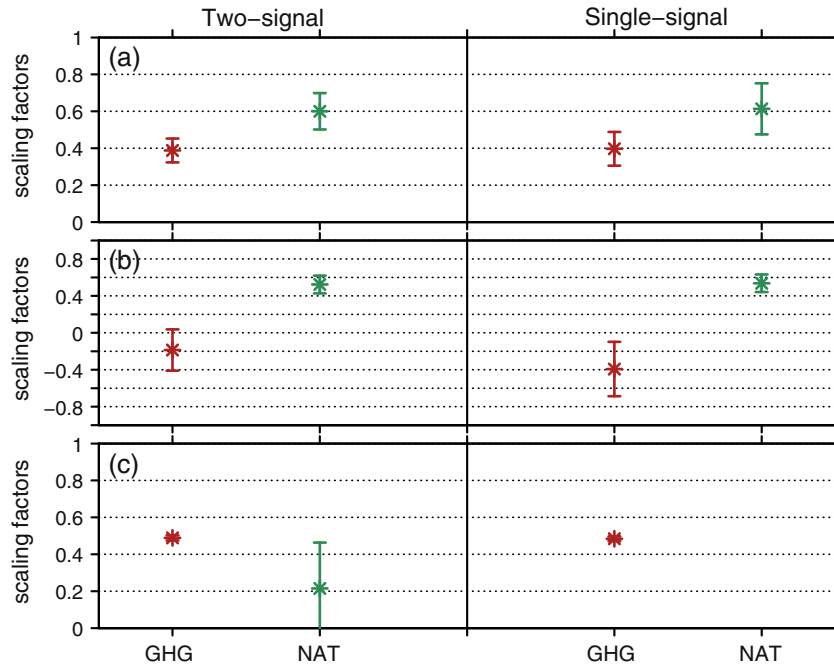 Two−signal Single−signal
(a)
scaling factors
1
0.8
0.6
0.4
0.2
0
(b)
scaling factors
0.8
0.4
0
−0.4
−0.8
(c)
scaling factors
1
0.8
0.6
0.4
0.2
0
GHG NAT GHG NAT